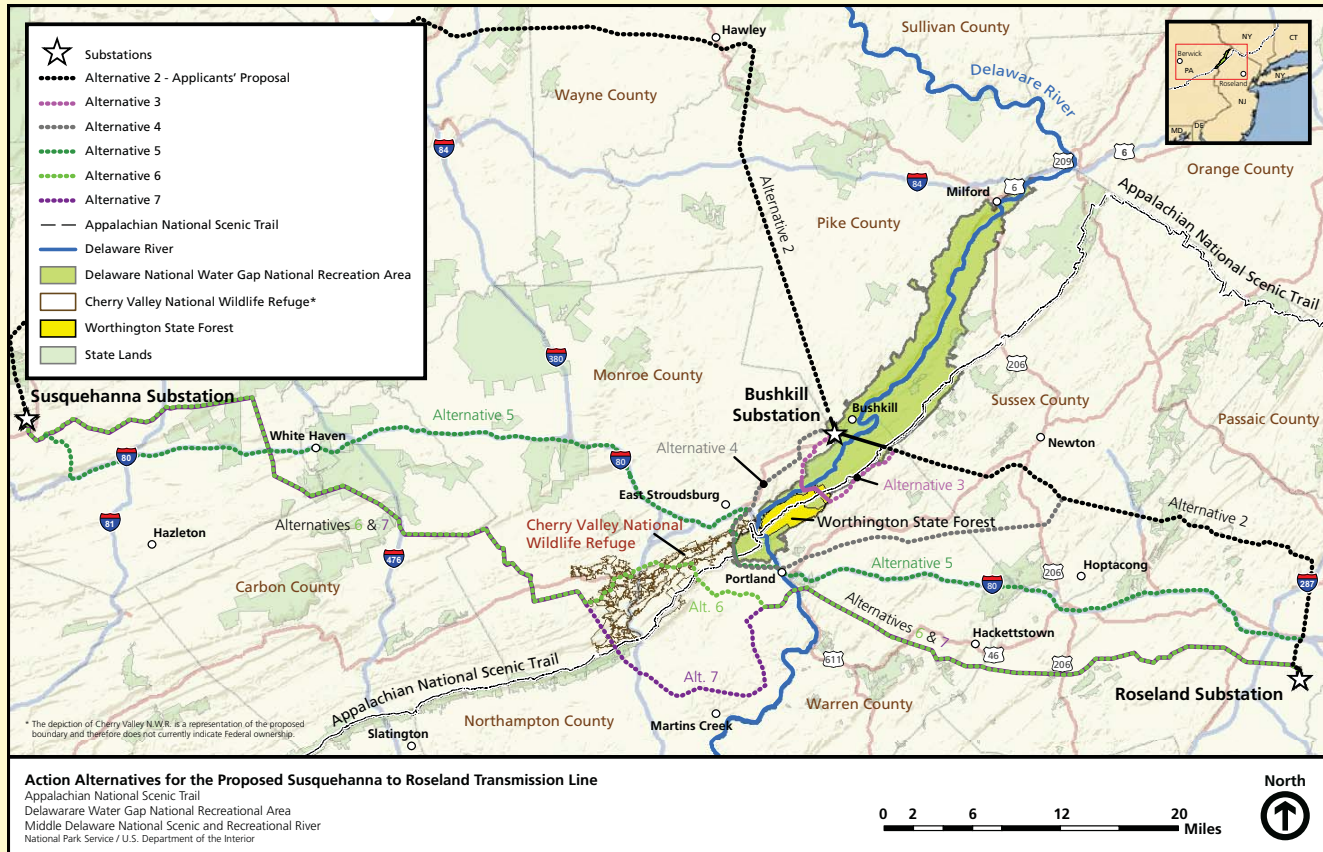 Substations
Alternative 2 - Applicants' Proposal
Alternative 3
Alternative 4
Alternative 5
Alternative 6
Alternative 7
Appalachian National Scenic Trail
Delaware River
Delaware National Water Gap National Recreation Area
Cherry Valley National Wildlife Refuge*
Worthington State Forest
State Lands
Hawley
Sullivan County
Delaware River
Wayne County
84
Alternative 2
84
209
6
6
Milford
Pike County
Orange County
Appalachian National Scenic Trail
Appalachian National Scenic Trail
NY
CT
Berwick
PA
Roseland
NY
NJ
MD
DE
380
Monroe County
206
Sussex County
Passaic County
Susquehanna Substation
Bushkill
Substation
Bushkill
Newton
White Haven
Alternative 5
80
80
Alternative 4
Alternative 3
Alternative 2
East Stroudsburg
Worthington State Forest
81
Hazleton
Alternatives 6 & 7
476
Cherry Valley National
Wildlife Refuge
Carbon County
Portland
Alternative 5
80
206
Hoptacong
287
Alt. 6
Alternatives 6 & 7
Hackettstown
46
206
611
Alt. 7
Roseland Substation
Warren County
Appalachian National Scenic Trail
Northampton County
Martins Creek
Slatington
* The depiction of Cherry Valley N.W.R. is a representation of the proposed
boundary and therefore does not currently indicate Federal ownership.
Action Alternatives for the Proposed Susquehanna to Roseland Transmission Line
Appalachian National Scenic Trail
Delawarare Water Gap National Recreational Area
Middle Delaware National Scenic and Recreational River
National Park Service / U.S. Department of the Interior
0 2 6 12 20
Miles
North